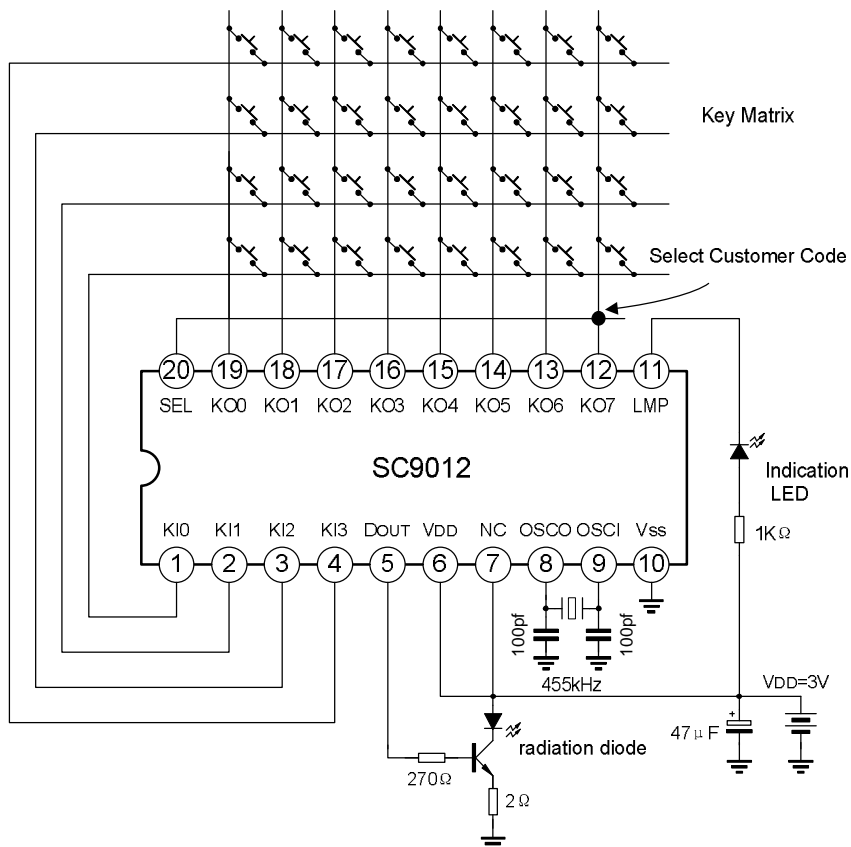 Key Matrix
Select Customer Code
20 19 18 17 16 15 14 13 12 11
SEL KO0 KO1 KO2 KO3 KO4 KO5 KO6 KO7 LMP
SC9012
Indication
LED
KI0 KI1 KI2 KI3 DOUT VDD NC OSCO OSCI Vss
1KΩ
1 2 3 4 5 6 7 8 9 10
100pf
100pf
455kHz
VDD=3V
+
47μF
radiation diode
270Ω
2Ω